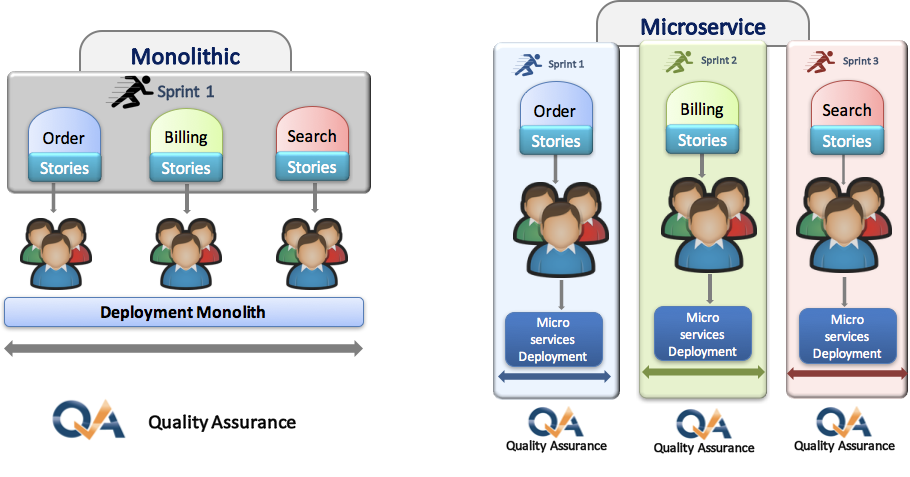 Monolithic
Sprint 1
Order
Billing
Search
Stories
Stories
Stories
Deployment Monolith
QA
Quality Assurance
Microservice
Sprint 1
Order
Stories
Micro
services
Deployment
QA
Quality Assurance
Sprint 2
Billing
Stories
Micro
services
Deployment
QA
Quality Assurance
Sprint 3
Search
Stories
Micro
services
Deployment
QA
Quality Assurance